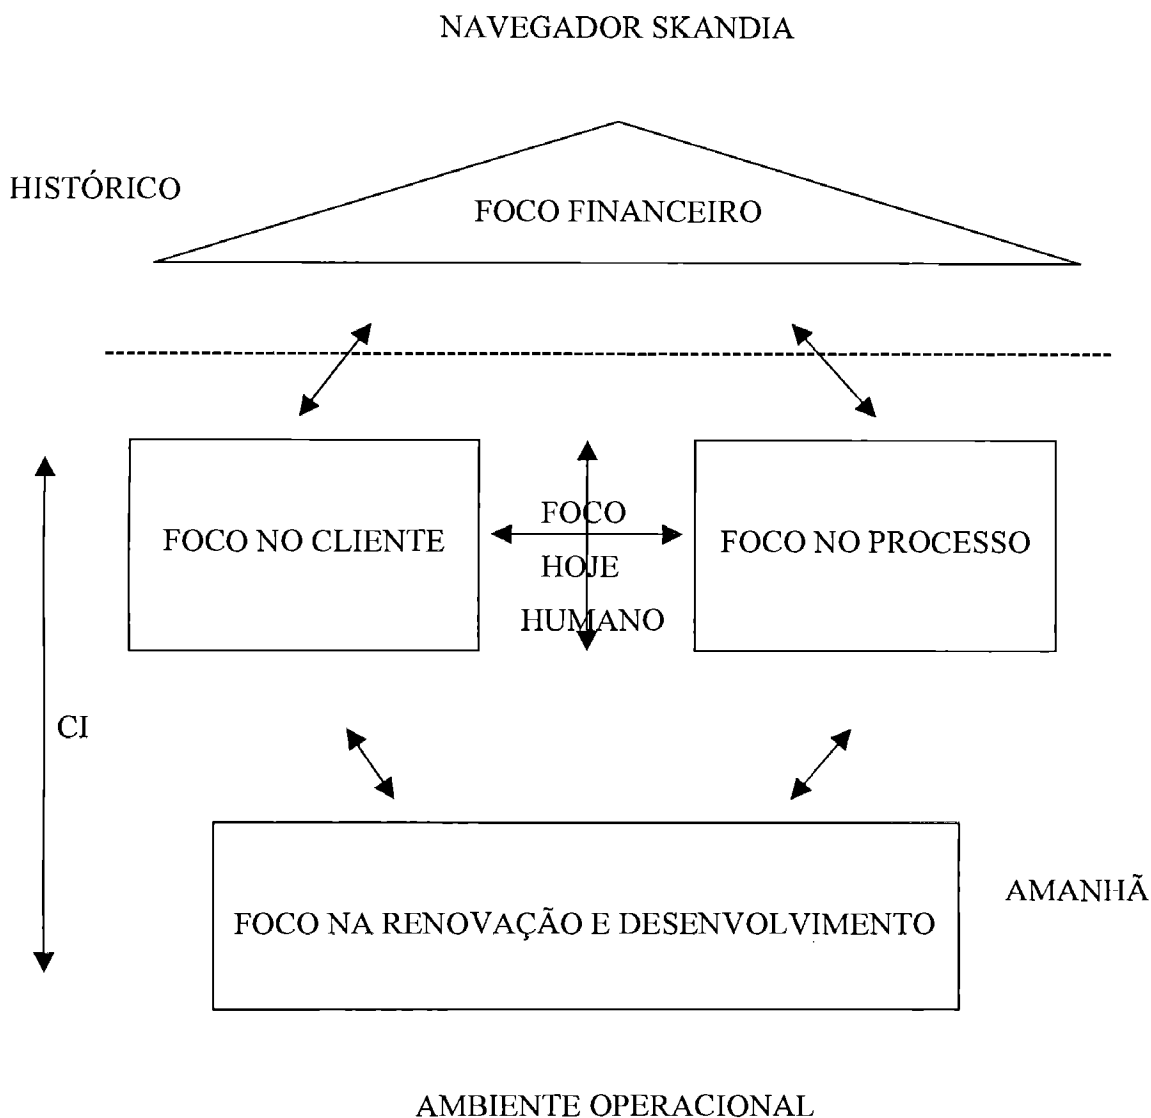 NAVEGADOR SKANDIA
HISTÓRICO
FOCO FINANCEIRO
FOCO NO CLIENTE
FOCO
HOJE
HUMANO
FOCO NO PROCESSO
CI
AMANHÃ
FOCO NA RENOVAÇÃO E DESENVOLVIMENTO
AMBIENTE OPERACIONAL